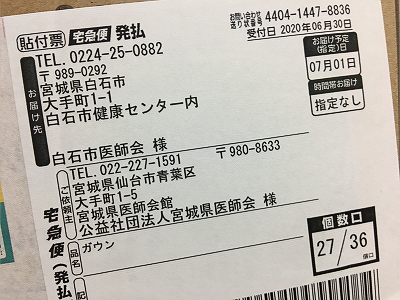 貼付票 宅急便 発払
お問い合わせ送り状番号 4404-1447-8836
受付日 2020年06月30日
お届け先
TEL. 0224-25-0882
〒989-0292
宮城県白石市
大手町1-1
白石市健康センター内
白石市医師会 様
お届け予定(指定)日
07月01日
時間帯お届け
指定なし
ご依頼主
TEL. 022-227-1591 〒980-8633
宮城県仙台市青葉区
大手町1-5
宮城県医師会館
公益社団法人宮城県医師会 様
品名
ガウン
個数口
27/36
個口
宅急便(発払
記